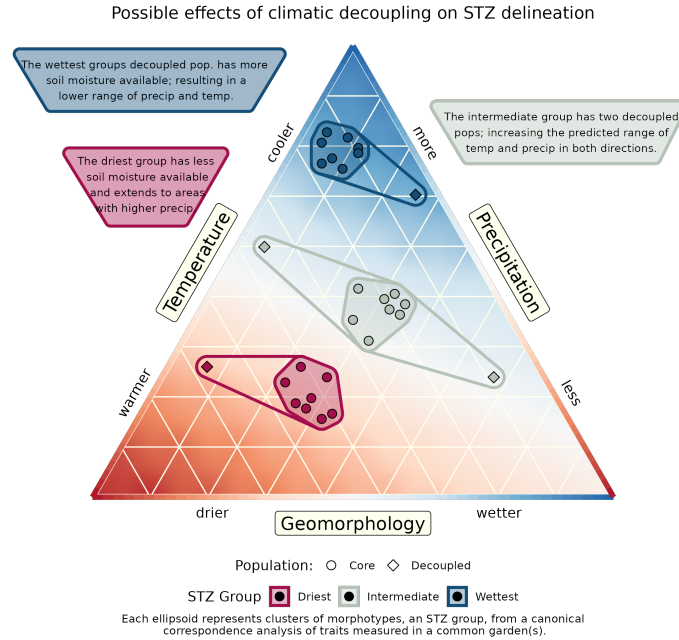 Possible effects of climatic decoupling on STZ delineation
The wettest groups decoupled pop. has more
soil moisture available; resulting in a
lower range of precip and temp.
The intermediate group has two decoupled
pops; increasing the predicted range of
temp and precip in both directions.
The driest group has less
soil moisture available
and extends to areas
with higher precip.
cooler
more
Temperature
Precipitation
warmer
less
drier
wetter
Geomorphology
Population: Core Decoupled
STZ Group Driest Intermediate Wettest
Each ellipsoid represents clusters of morphotypes, an STZ group, from a canonical
correspondence analysis of traits measured in a common garden(s).